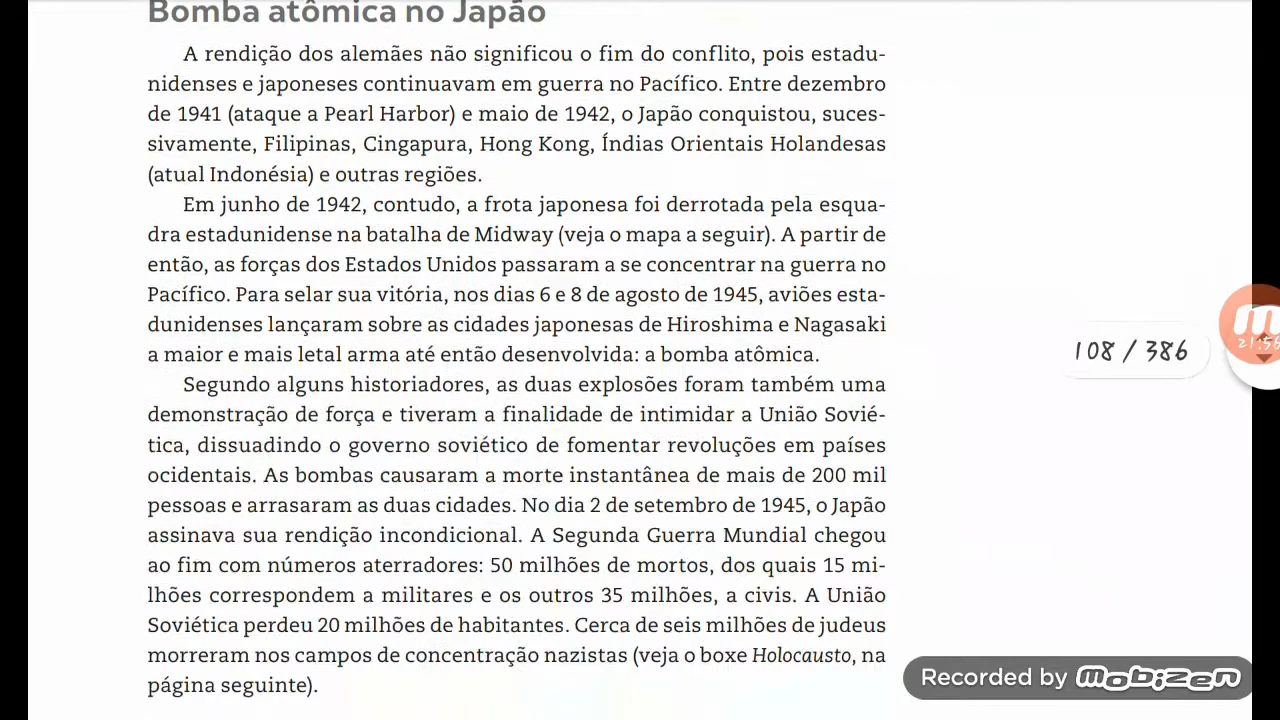 Bomba atômica no Japão
A rendição dos alemães não significou o fim do conflito, pois estadu-
nidenses e japoneses continuavam em guerra no Pacífico. Entre dezembro
de 1941 (ataque a Pearl Harbor) e maio de 1942, o Japão conquistou, suces-
sivamente, Filipinas, Cingapura, Hong Kong, Índias Orientais Holandesas
(atual Indonésia) e outras regiões.
Em junho de 1942, contudo, a frota japonesa foi derrotada pela esqua-
dra estadunidense na batalha de Midway (veja o mapa a seguir). A partir de
então, as forças dos Estados Unidos passaram a se concentrar na guerra no
Pacífico. Para selar sua vitória, nos dias 6 e 8 de agosto de 1945, aviões esta-
dunidenses lançaram sobre as cidades japonesas de Hiroshima e Nagasaki
a maior e mais letal arma até então desenvolvida: a bomba atômica.
Segundo alguns historiadores, as duas explosões foram também uma
demonstração de força e tiveram a finalidade de intimidar a União Sovié-
tica, dissuadindo o governo soviético de fomentar revoluções em países
ocidentais. As bombas causaram a morte instantânea de mais de 200 mil
pessoas e arrasaram as duas cidades. No dia 2 de setembro de 1945, o Japão
assinava sua rendição incondicional. A Segunda Guerra Mundial chegou
ao fim com números aterradores: 50 milhões de mortos, dos quais 15 mi-
lhões correspondem a militares e os outros 35 milhões, a civis. A União
Soviética perdeu 20 milhões de habitantes. Cerca de seis milhões de judeus
morreram nos campos de concentração nazistas (veja o boxe Holocausto, na
página seguinte).
108 / 386
21:56
Recorded by mobizen